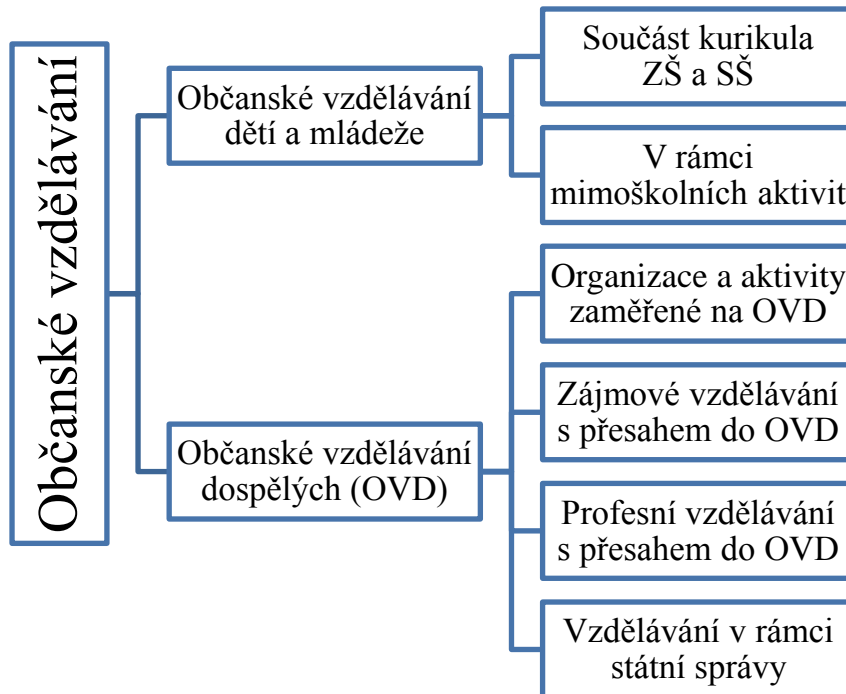 Občanské vzdělávání
Občanské vzdělávání
dětí a mládeže
Součást kurikula
ZŠ a SŠ
V rámci
mimoškolních aktivit
Občanské vzdělávání
dospělých (OVD)
Organizace a aktivity
zaměřené na OVD
Zájmové vzdělávání
s přesahem do OVD
Profesní vzdělávání
s přesahem do OVD
Vzdělávání v rámci
státní správy